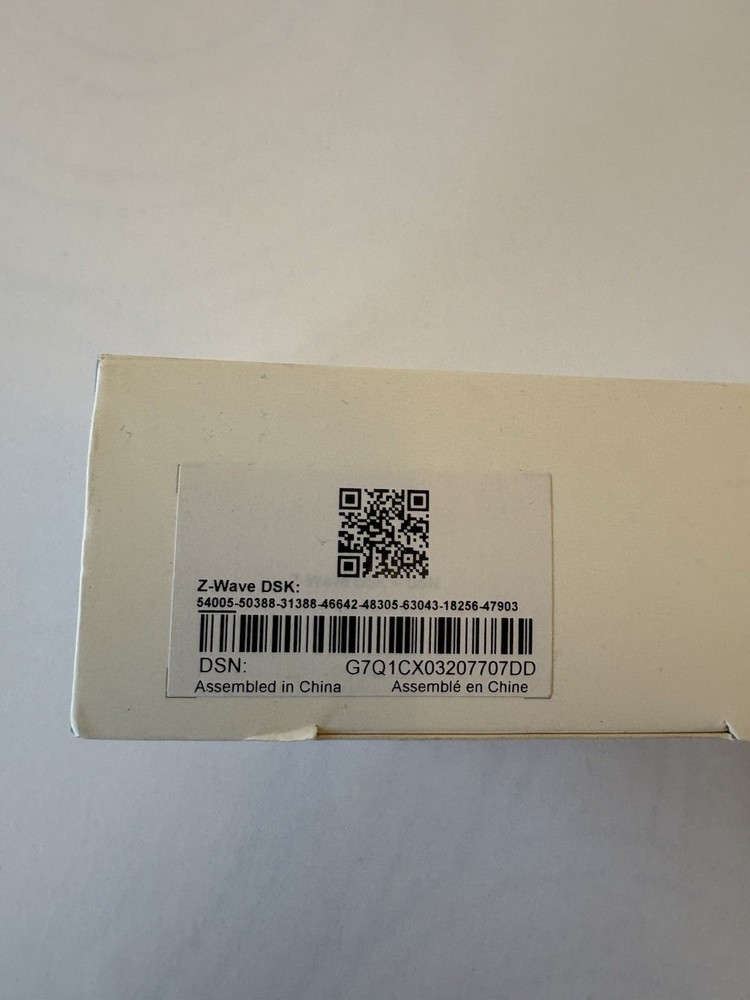 Z-Wave DSK:
54005-50388-31388-46642-48305-63043-18256-47903
DSN: G7Q1CX03207707DD
Assembled in China Assemblé en Chine